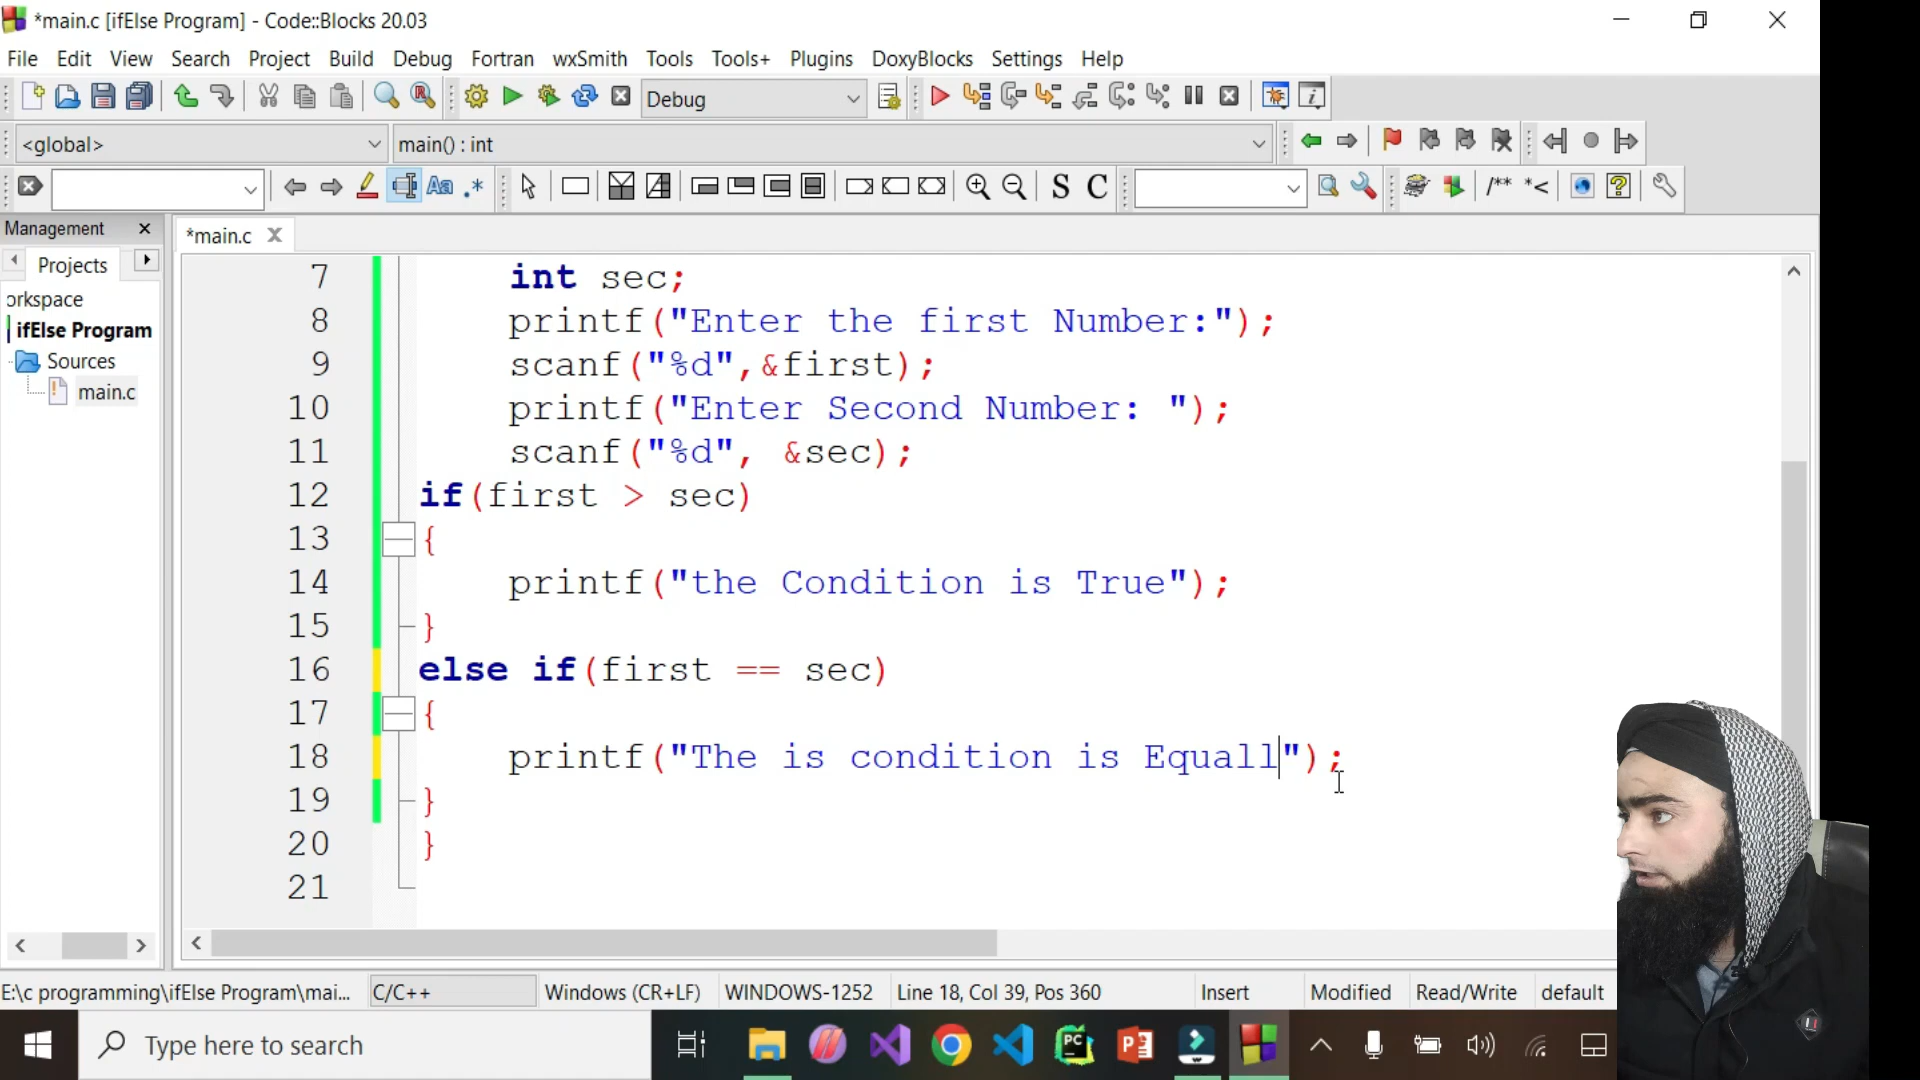 *main.c [ifElse Program] - Code::Blocks 20.03
File Edit View Search Project Build Debug Fortran wxSmith Tools Tools+ Plugins DoxyBlocks Settings Help
Debug
<global> main() : int
Aa .* S C /** *<
Management
*main.c
Projects
orkspace
ifElse Program
Sources
main.c
7 int sec;
8 printf("Enter the first Number:");
9 scanf("%d",&first);
10 printf("Enter Second Number: ");
11 scanf("%d", &sec);
12 if(first > sec)
13 {
14 printf("the Condition is True");
15 }
16 else if(first == sec)
17 {
18 printf("The is condition is Equall");
19 }
20 }
21
E:\c programming\ifElse Program\mai... C/C++ Windows (CR+LF) WINDOWS-1252 Line 18, Col 39, Pos 360 Insert Modified Read/Write default
Type here to search